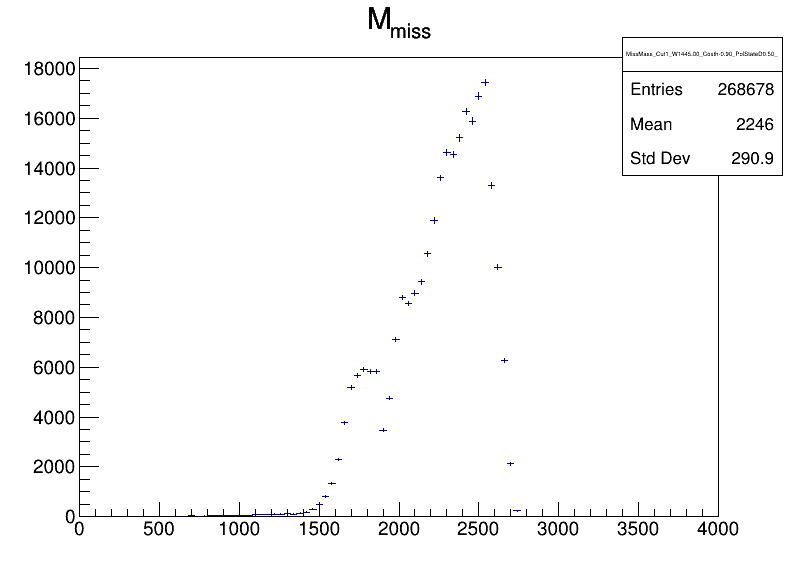 M_miss
MissMass_Cut1_W1445.00_Costh-0.90_PolStateD0.50_
Entries 268678
Mean 2246
Std Dev 290.9
18000
16000
14000
12000
10000
8000
6000
4000
2000
0
0 500 1000 1500 2000 2500 3000 3500 4000